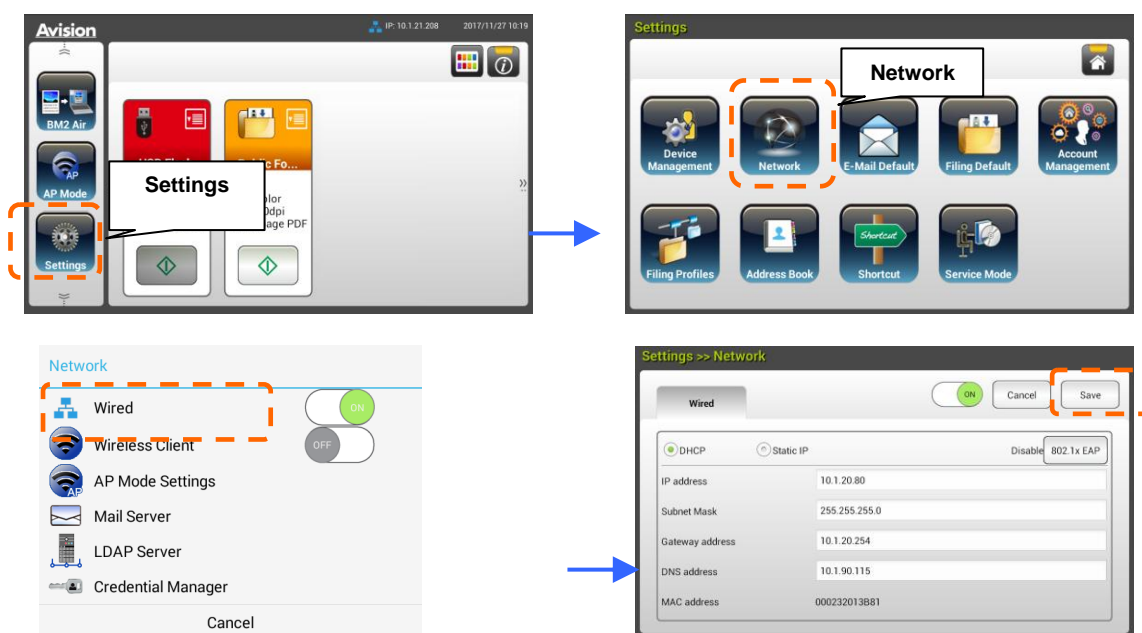 Avision
IP: 10.1.21.208 2017/11/27 10:19
BM2 Air
AP
AP Mode
Settings
Settings
Fo...
lor
0dpi
age PDF
Settings
Network
Device
Management
Network
E-Mail Default
Filing Default
Account
Management
Filing Profiles
Address Book
Shortcut
Shortcut
Service Mode
Network
Wired ON
Wireless Client OFF
AP
AP Mode Settings
Mail Server
LDAP Server
Credential Manager
Cancel
Settings >> Network
Wired ON Cancel Save
DHCP Static IP Disable 802.1x EAP
IP address 10.1.20.80
Subnet Mask 255.255.255.0
Gateway address 10.1.20.254
DNS address 10.1.90.115
MAC address 000232013B81